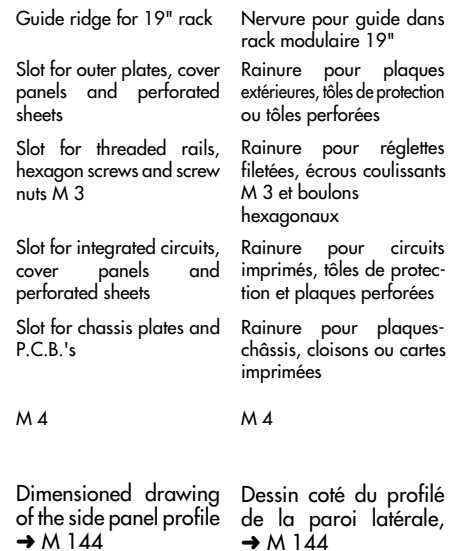 Guide ridge for 19" rack
Nervure pour guide dans
rack modulaire 19"
Slot for outer plates, cover
panels and perforated
sheets
Rainure pour plaques
extérieures, tôles de protection
ou tôles perforées
Slot for threaded rails,
hexagon screws and screw
nuts M 3
Rainure pour réglettes
filetées, écrous coulissants
M 3 et boulons
hexagonaux
Slot for integrated circuits,
cover panels and
perforated sheets
Rainure pour circuits
imprimés, tôles de protec-
tion et plaques perforées
Slot for chassis plates and
P.C.B.'s
Rainure pour plaques-
châssis, cloisons ou cartes
imprimées
M 4
M 4
Dimensioned drawing
of the side panel profile
➜ M 144
Dessin coté du profilé
de la paroi latérale,
➜ M 144